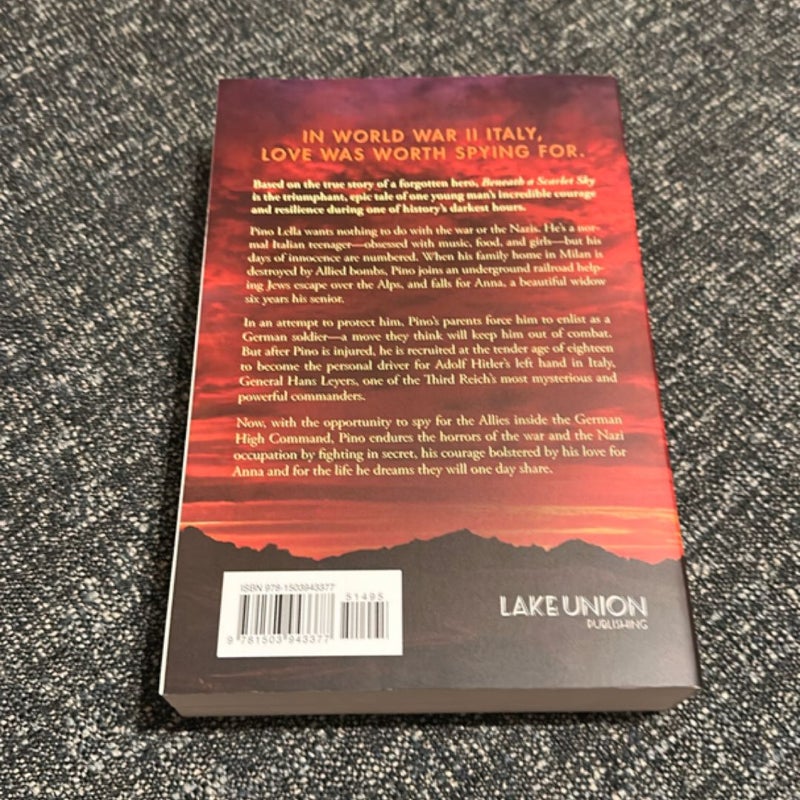 IN WORLD WAR II ITALY,
LOVE WAS WORTH SPYING FOR.
Based on the true story of a forgotten hero, Beneath a Scarlet Sky
is the triumphant, epic tale of one young man's incredible courage
and resilience during one of history's darkest hours.
Pino Lella wants nothing to do with the war or the Nazis. He's a nor-
mal Italian teenager—obsessed with music, food, and girls—but his
days of innocence are numbered. When his family home in Milan is
destroyed by Allied bombs, Pino joins an underground railroad help-
ing Jews escape over the Alps, and falls for Anna, a beautiful widow
six years his senior.
In an attempt to protect him, Pino's parents force him to enlist as a
German soldier—a move they think will keep him out of combat.
But after Pino is injured, he is recruited at the tender age of eighteen
to become the personal driver for Adolf Hitler's left hand in Italy,
General Hans Leyers, one of the Third Reich's most mysterious and
powerful commanders.
Now, with the opportunity to spy for the Allies inside the German
High Command, Pino endures the horrors of the war and the Nazi
occupation by fighting in secret, his courage bolstered by his love for
Anna and for the life he dreams they will one day share.
ISBN 978-1503943377
51495
9 781503 943377
LAKE UNION
PUBLISHING